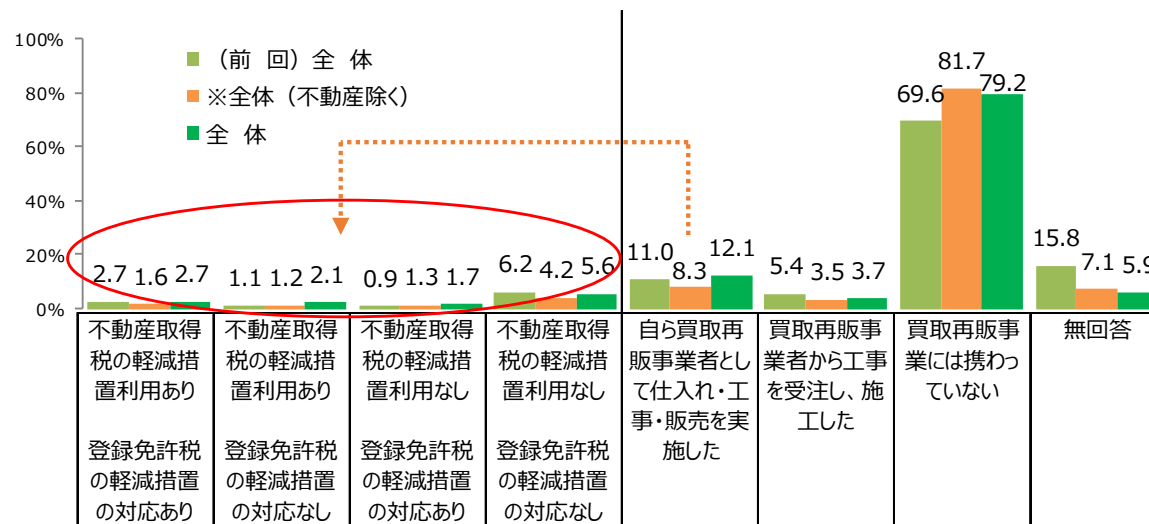 100%
80%
60%
40%
20%
0%
（前　回）全　体
※全体（不動産除く）
全　体
2.7
1.6
2.7
1.1
1.2
2.1
0.9
1.3
1.7
6.2
4.2
5.6
11.0
8.3
12.1
5.4
3.5
3.7
69.6
81.7
79.2
15.8
7.1
5.9
不動産取得
税の軽減措
置利用あり
登録免許税
の軽減措置
の対応あり
不動産取得
税の軽減措
置利用あり
登録免許税
の軽減措置
の対応なし
不動産取得
税の軽減措
置利用なし
登録免許税
の軽減措置
の対応あり
不動産取得
税の軽減措
置利用なし
登録免許税
の軽減措置
の対応なし
自ら買取再
販事業者とし
て仕入れ・工
事・販売を実
施した
買取再販事
業者から工事
を受注し、施
工した
買取再販事
業には携わっ
ていない
無回答